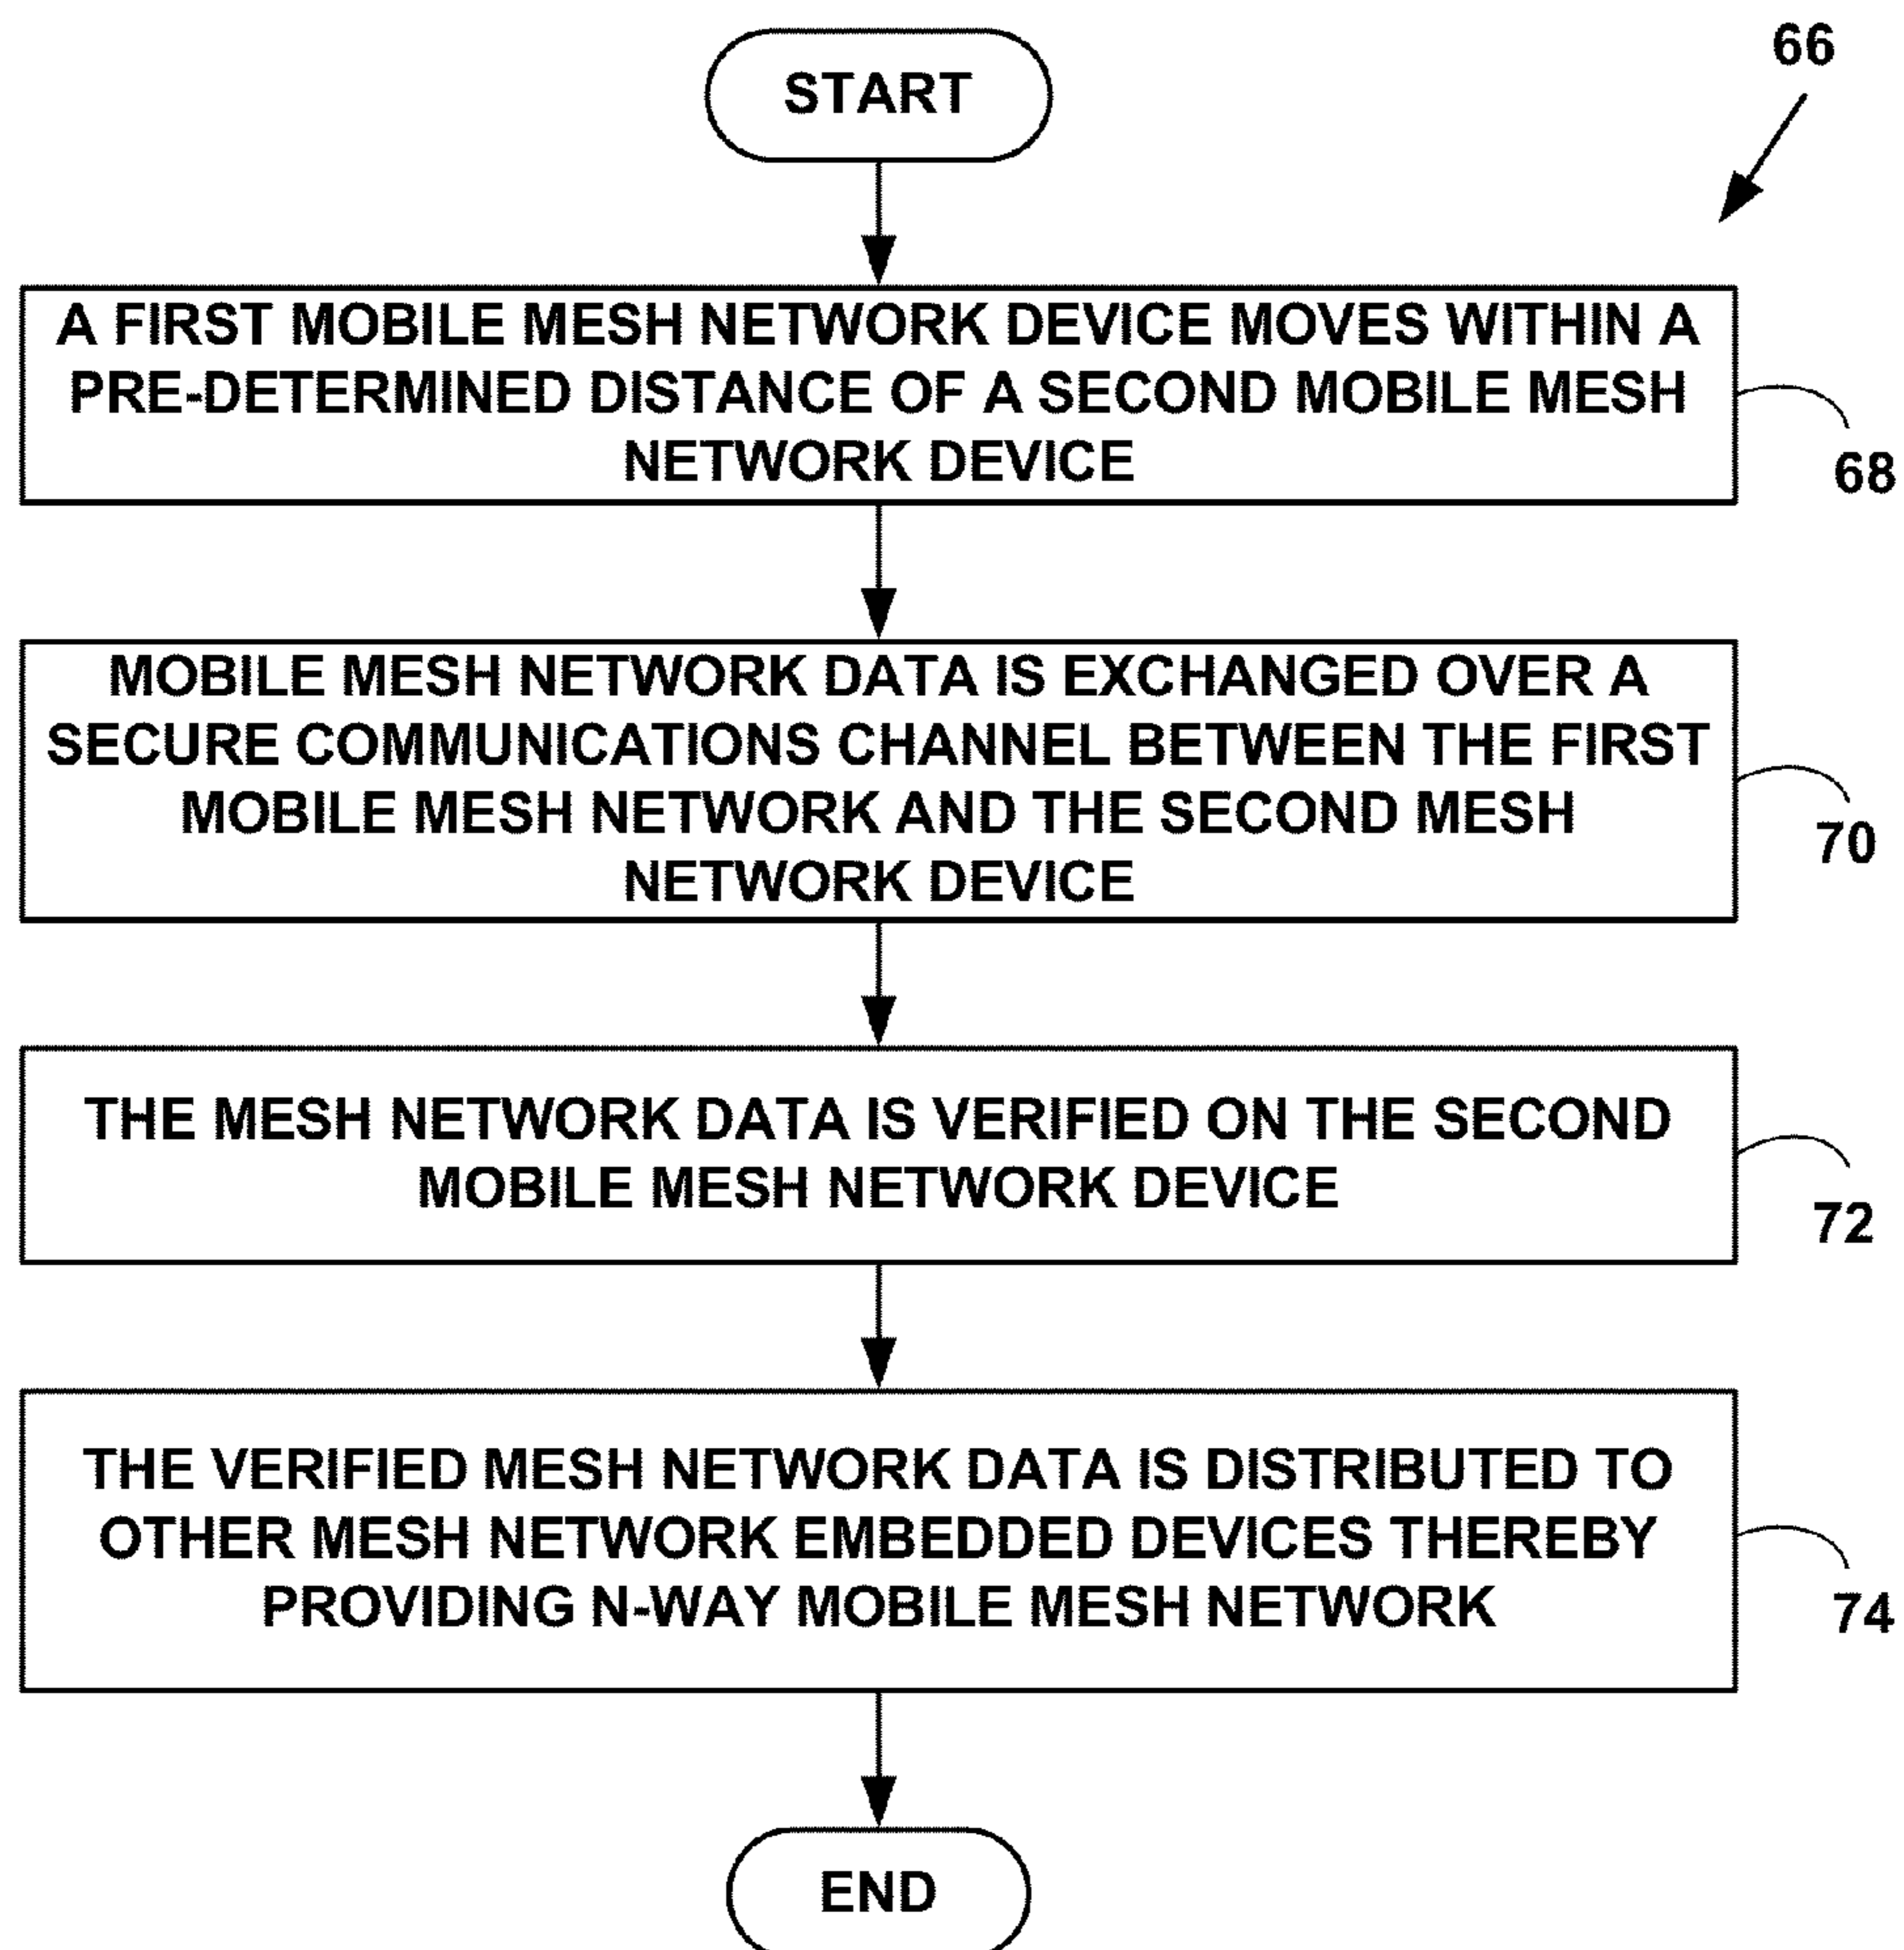 START
66
A FIRST MOBILE MESH NETWORK DEVICE MOVES WITHIN A
PRE-DETERMINED DISTANCE OF A SECOND MOBILE MESH
NETWORK DEVICE
68
MOBILE MESH NETWORK DATA IS EXCHANGED OVER A
SECURE COMMUNICATIONS CHANNEL BETWEEN THE FIRST
MOBILE MESH NETWORK AND THE SECOND MESH
NETWORK DEVICE
70
THE MESH NETWORK DATA IS VERIFIED ON THE SECOND
MOBILE MESH NETWORK DEVICE
72
THE VERIFIED MESH NETWORK DATA IS DISTRIBUTED TO
OTHER MESH NETWORK EMBEDDED DEVICES THEREBY
PROVIDING N-WAY MOBILE MESH NETWORK
74
END